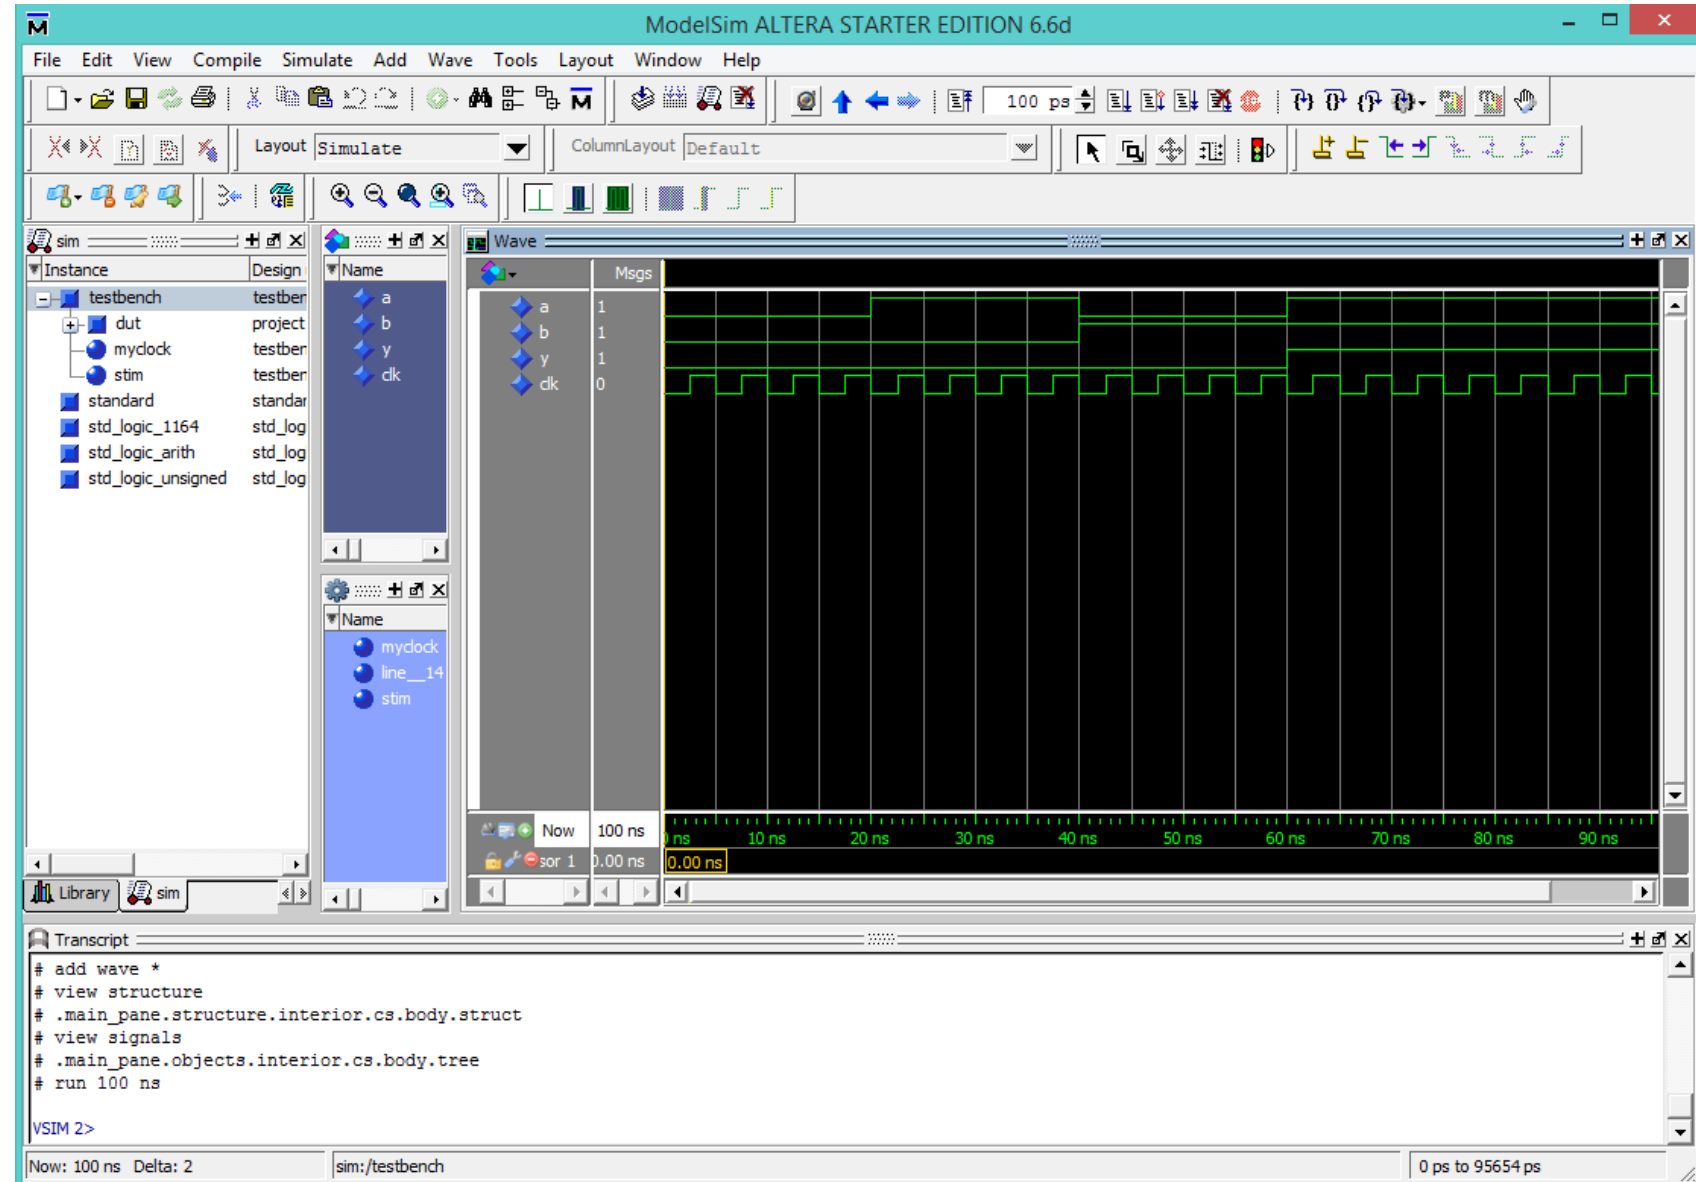 ModelSim ALTERA STARTER EDITION 6.6d
File Edit View Compile Simulate Add Wave Tools Layout Window Help
100 ps
Layout Simulate ColumnLayout Default
sim
Instance Design
testbench testber
dut project
myclock testber
stim testber
standard standar
std_logic_1164 std_log
std_logic_arith std_log
std_logic_unsigned std_log
Library sim
Name
a
b
y
clk
Name
myclock
line__14
stim
Wave
Msgs
a 1
b 1
y 1
clk 0
Now 100 ns
sor 1 0.00 ns
ns 10 ns 20 ns 30 ns 40 ns 50 ns 60 ns 70 ns 80 ns 90 ns
0.00 ns
Transcript
# add wave *
# view structure
# .main_pane.structure.interior.cs.body.struct
# view signals
# .main_pane.objects.interior.cs.body.tree
# run 100 ns
VSIM 2>
Now: 100 ns Delta: 2 sim:/testbench 0 ps to 95654 ps